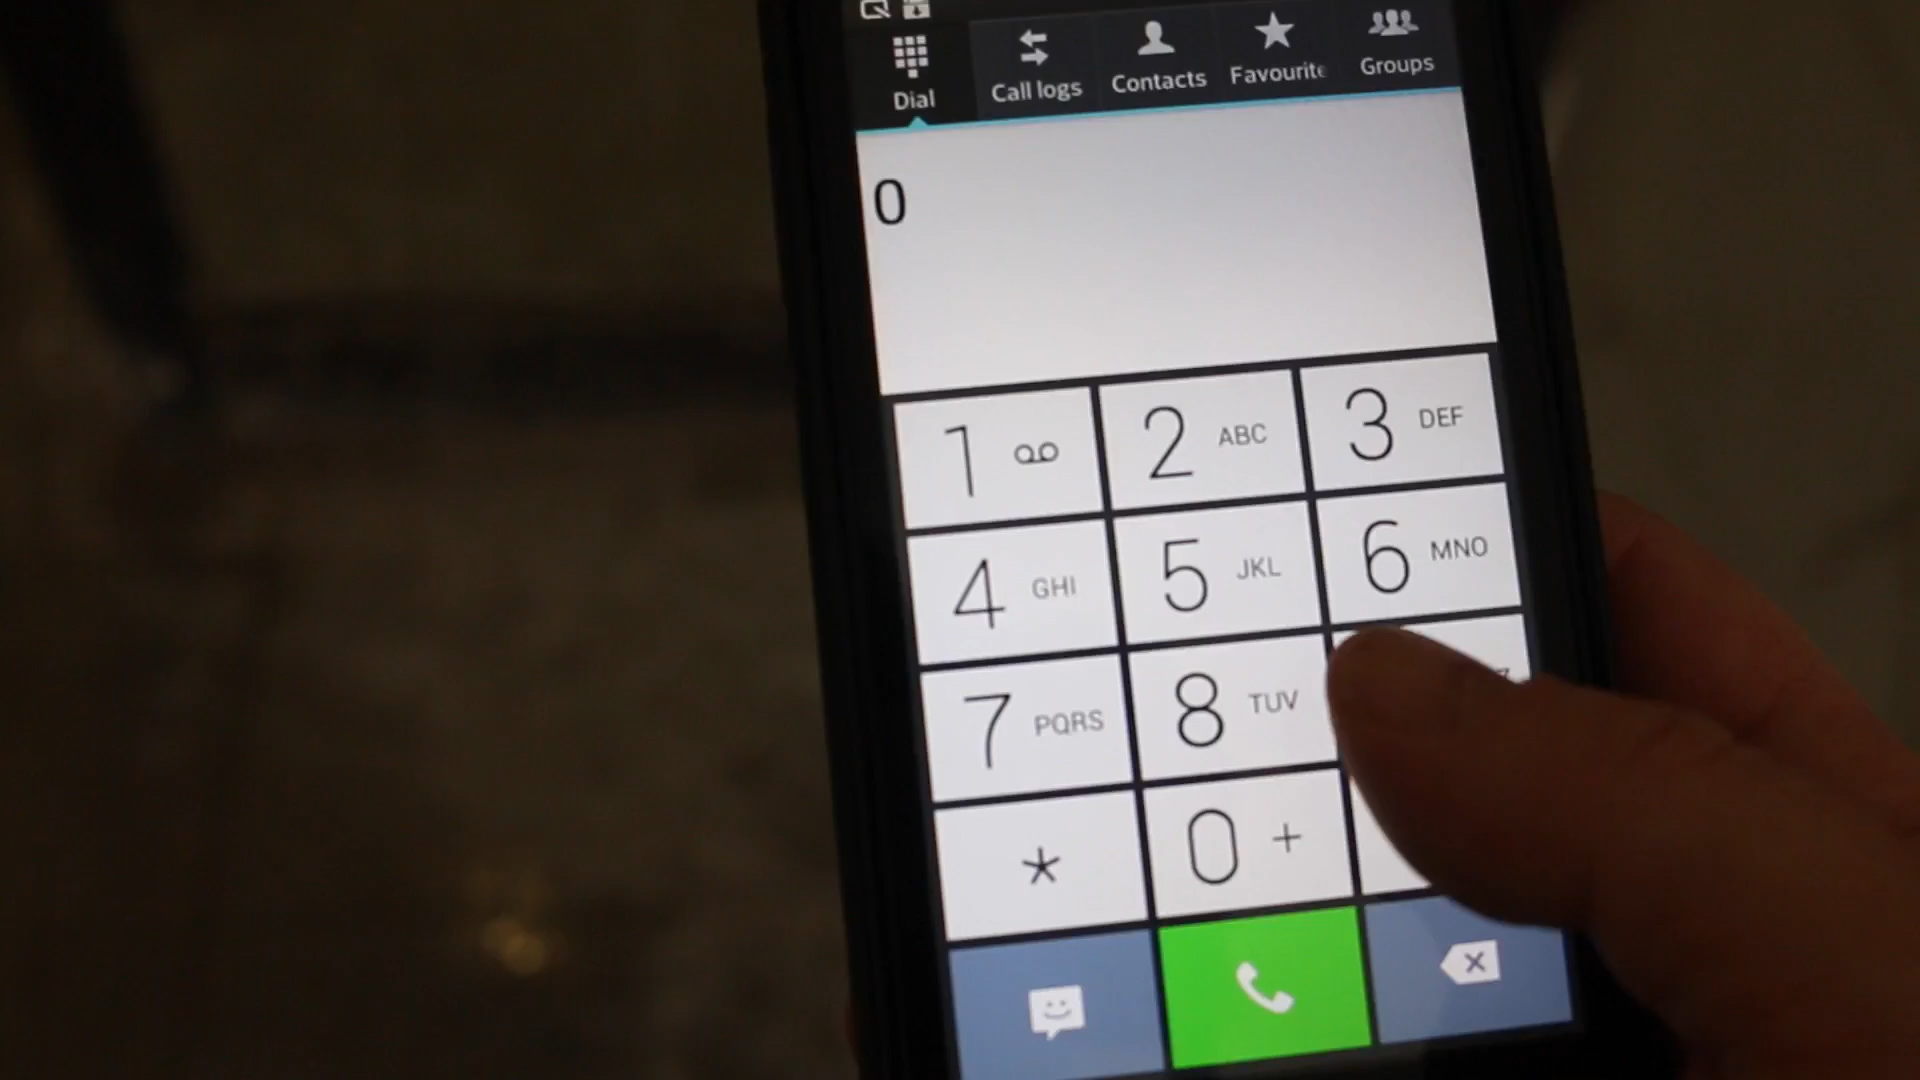 Dial Call logs Contacts Favourite Groups
0
1 2 ABC 3 DEF
4 GHI 5 JKL 6 MNO
7 PQRS 8 TUV
* 0 +